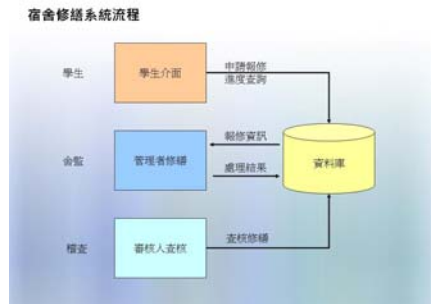 宿舍修繕系統流程
學生
學生介面
申請報修
進度查詢
舍監
管理者修繕
報修資訊
處理結果
資料庫
稽查
審核人查核
查核修繕